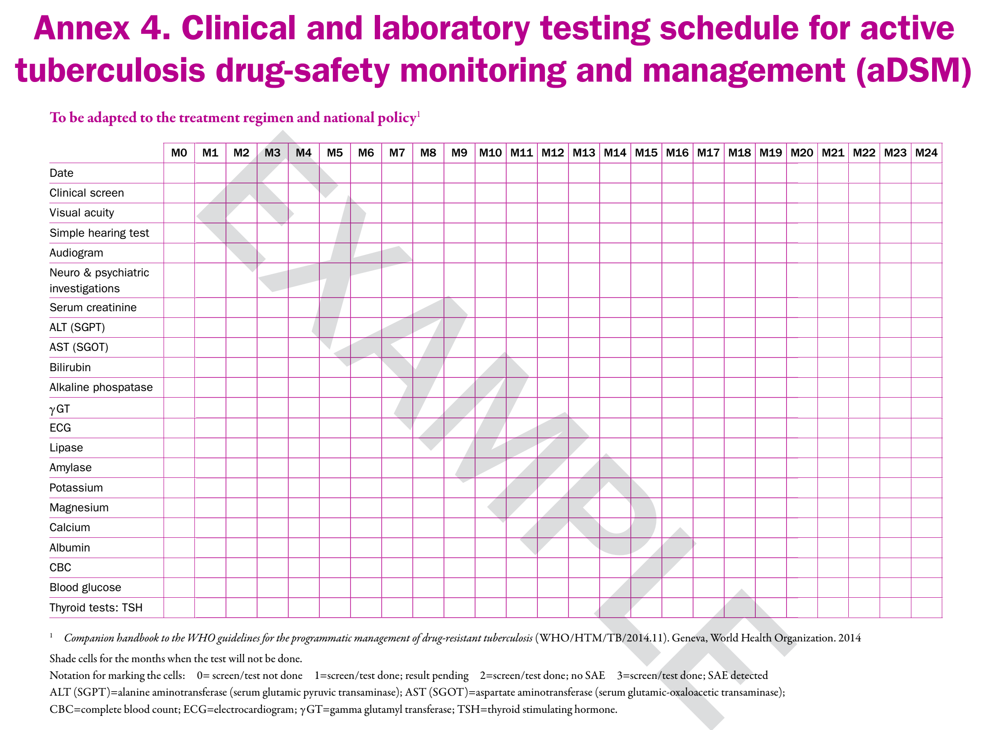 Annex 4. Clinical and laboratory testing schedule for active
tuberculosis drug-safety monitoring and management (aDSM)
To be adapted to the treatment regimen and national policy1
M0 M1 M2 M3 M4 M5 M6 M7 M8 M9 M10 M11 M12 M13 M14 M15 M16 M17 M18 M19 M20 M21 M22 M23 M24
Date
Clinical screen
Visual acuity
Simple hearing test
Audiogram
Neuro & psychiatric
investigations
Serum creatinine
ALT (SGPT)
AST (SGOT)
Bilirubin
Alkaline phospatase
γGT
ECG
Lipase
Amylase
Potassium
Magnesium
Calcium
Albumin
CBC
Blood glucose
Thyroid tests: TSH
EXAMPLE
1 Companion handbook to the WHO guidelines for the programmatic management of drug-resistant tuberculosis (WHO/HTM/TB/2014.11). Geneva, World Health Organization. 2014
Shade cells for the months when the test will not be done.
Notation for marking the cells: 0= screen/test not done 1=screen/test done; result pending 2=screen/test done; no SAE 3=screen/test done; SAE detected
ALT (SGPT)=alanine aminotransferase (serum glutamic pyruvic transaminase); AST (SGOT)=aspartate aminotransferase (serum glutamic-oxaloacetic transaminase);
CBC=complete blood count; ECG=electrocardiogram; γGT=gamma glutamyl transferase; TSH=thyroid stimulating hormone.